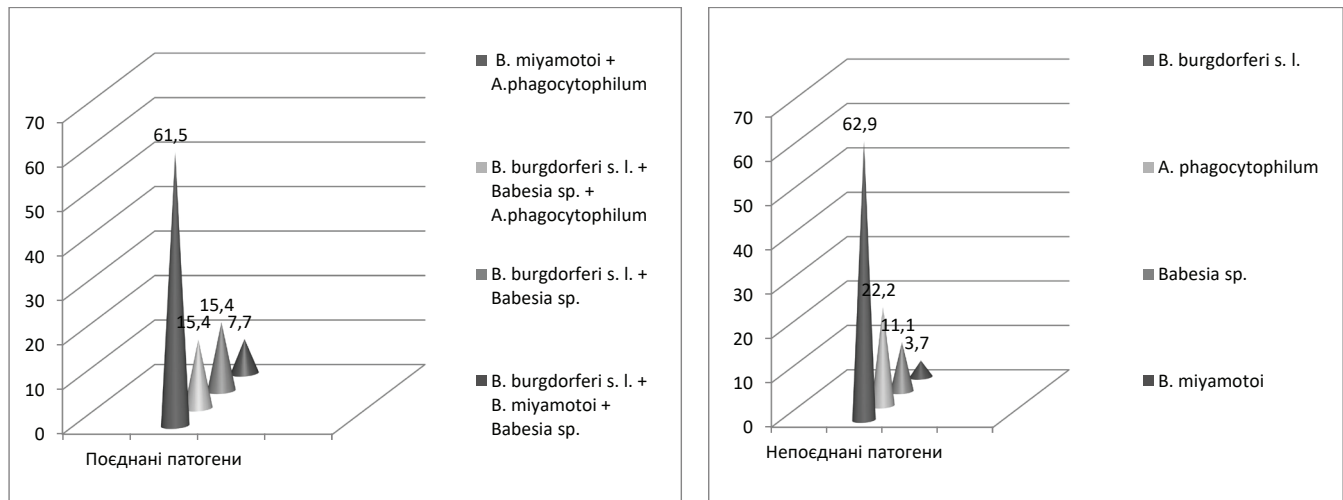 70
60
50
40
30
20
10
0
61,5
15,4
15,4
7,7
Поєднані патогени
B. miyamotoi +
A.phagocytophilum
B. burgdorferi s. l. +
Babesia sp. +
A.phagocytophilum
B. burgdorferi s. l. +
Babesia sp.
B. burgdorferi s. l. +
B. miyamotoi +
Babesia sp.
70
60
50
40
30
20
10
0
62,9
22,2
11,1
3,7
Непоєднані патогени
B. burgdorferi s. l.
A. phagocytophilum
Babesia sp.
B. miyamotoi